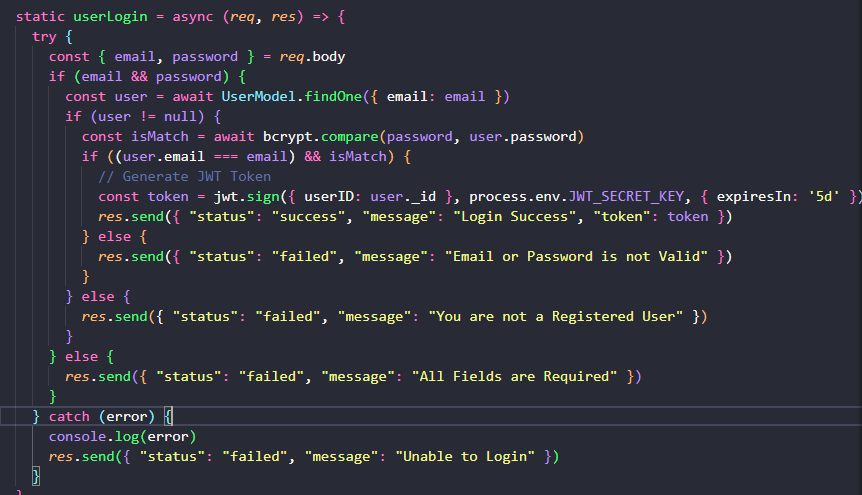 static userLogin = async (req, res) => {
try {
const { email, password } = req.body
if (email && password) {
const user = await UserModel.findOne({ email: email })
if (user != null) {
const isMatch = await bcrypt.compare(password, user.password)
if ((user.email === email) && isMatch) {
// Generate JWT Token
const token = jwt.sign({ userID: user._id }, process.env.JWT_SECRET_KEY, { expiresIn: '5d' })
res.send({ "status": "success", "message": "Login Success", "token": token })
} else {
res.send({ "status": "failed", "message": "Email or Password is not Valid" })
}
} else {
res.send({ "status": "failed", "message": "You are not a Registered User" })
}
} else {
res.send({ "status": "failed", "message": "All Fields are Required" })
}
} catch (error) {
console.log(error)
res.send({ "status": "failed", "message": "Unable to Login" })
}
}